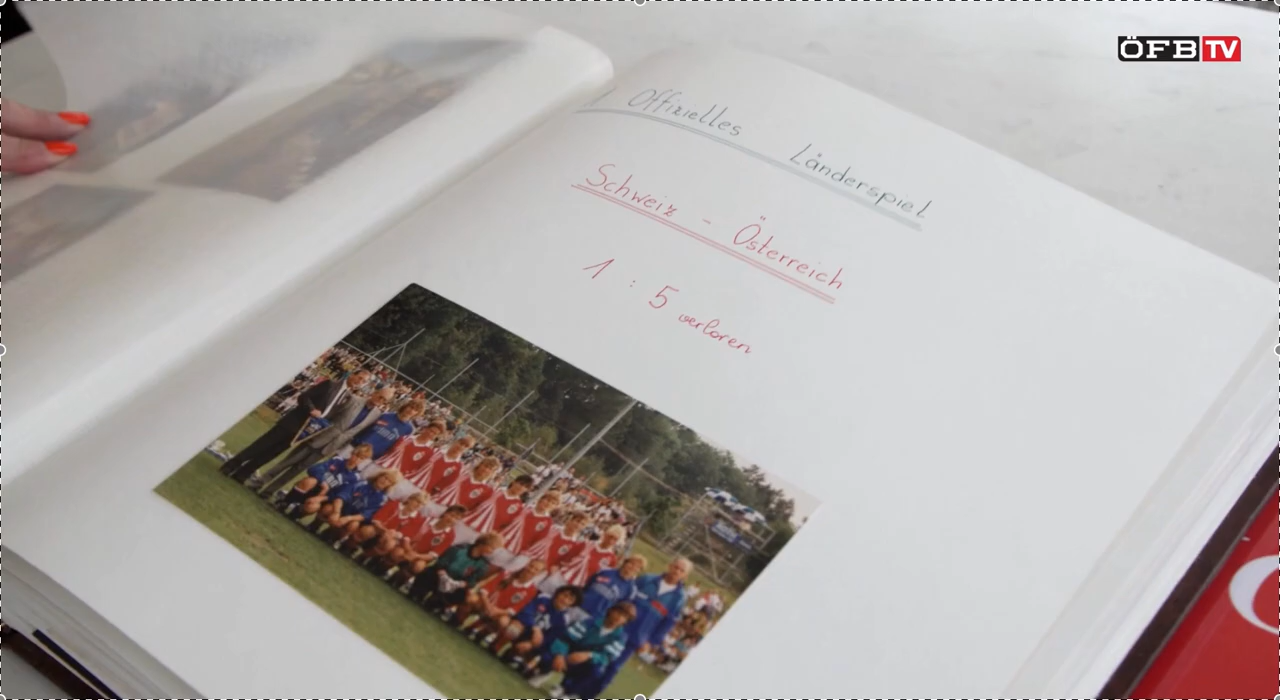 ÖFB TV
Offizielles Länderspiel
Schweiz - Österreich
1 : 5 verloren